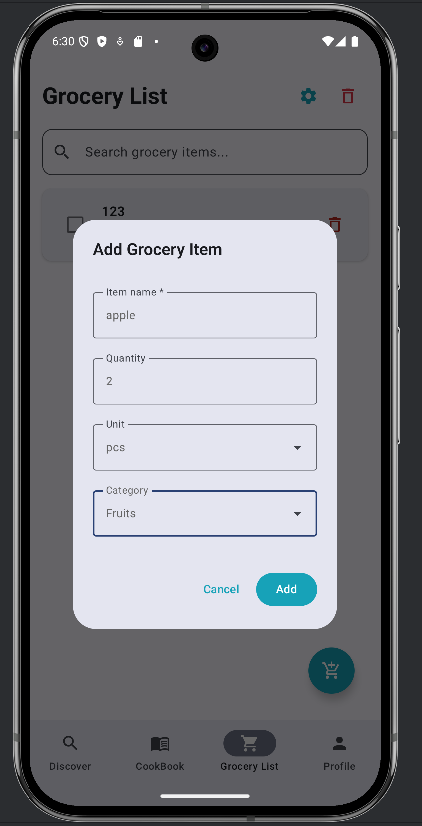 6:30
Grocery List
Search grocery items...
123
Add Grocery Item
Item name *
apple
Quantity
2
Unit
pcs
Category
Fruits
Cancel
Add
Discover
CookBook
Grocery List
Profile